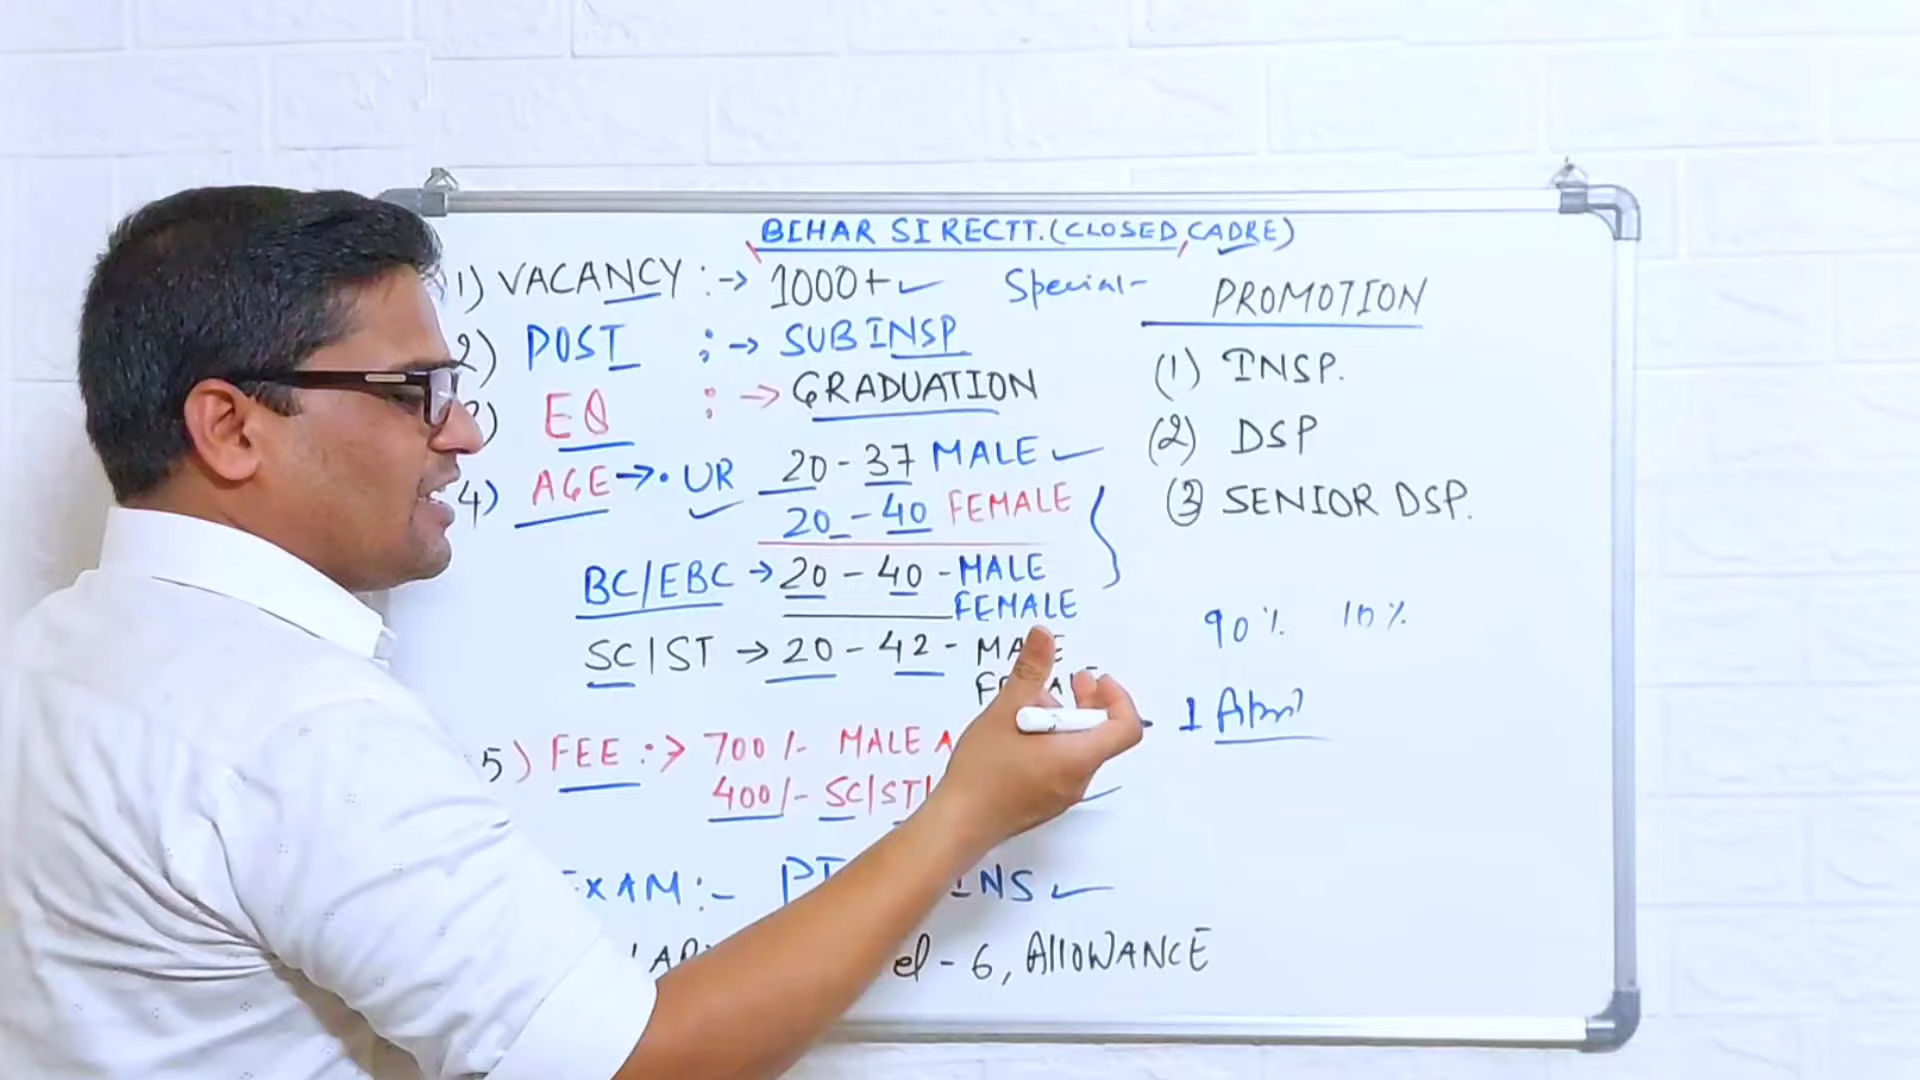 BIHAR SI RECTT. (CLOSED, CADRE)
1) VACANCY :→ 1000+ Special-
2) POST :→ SUB INSP
) EQ :→ GRADUATION
4) AGE →• UR 20 - 37 MALE
20 - 40 FEMALE
BC/EBC → 20 - 40 - MALE
FEMALE
SC|ST → 20 - 42 -
5) FEE :→ 700/- MALE
400/- SC/ST/
EXAM :-
el - 6, AllOWANCE
PROMOTION
(1) INSP.
(2) DSP
(3) SENIOR DSP.
90% 10%
1 April